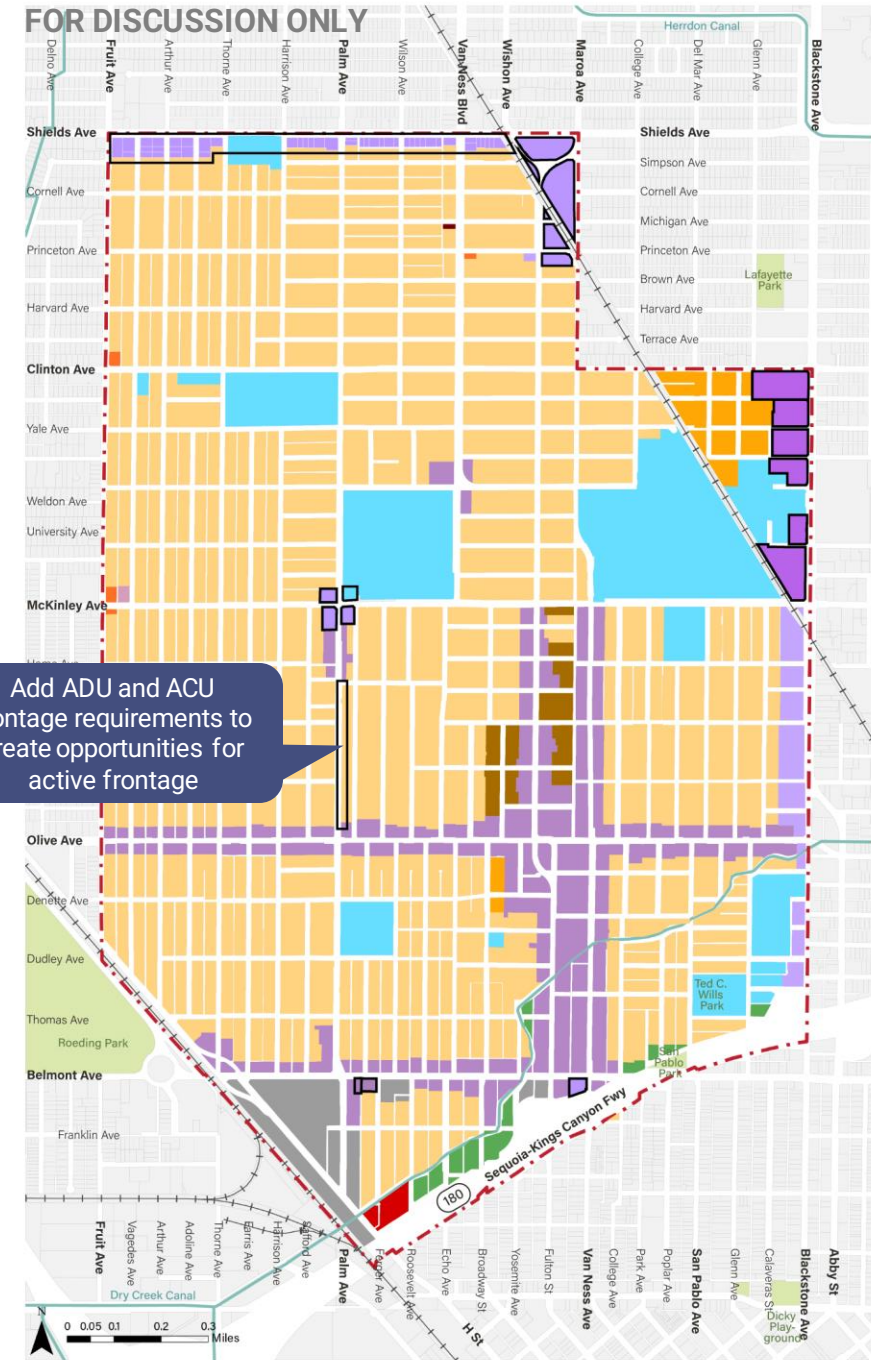 FOR DISCUSSION ONLY
Herrdon Canal
Delno Ave
Fruit Ave
Arthur Ave
Thorne Ave
Harrison Ave
Palm Ave
Wilson Ave
Van Ness Blvd
Wishon Ave
Maroa Ave
College Ave
Del Mar Ave
Glenn Ave
Blackstone Ave
Shields Ave
Shields Ave
Simpson Ave
Cornell Ave
Cornell Ave
Michigan Ave
Princeton Ave
Princeton Ave
Brown Ave
Lafayette
Park
Harvard Ave
Harvard Ave
Terrace Ave
Clinton Ave
Yale Ave
Weldon Ave
University Ave
McKinley Ave
Add ADU and ACU
ontage requirements to
reate opportunities for
active frontage
Olive Ave
Dudley Ave
Ted C.
Wills
Park
Thomas Ave
Roeding Park
San
Pablo
Park
Belmont Ave
Franklin Ave
Sequoia-Kings Canyon Fwy
180
Fruit Ave
Vagedes Ave
Arthur Ave
Adoline Ave
Thorne Ave
Harrison Ave
Safford Ave
Palm Ave
Ferger Ave
Roosevelt Ave
Echo Ave
Broadway St
Yosemite Ave
Fulton St
Van Ness Ave
College Ave
Park Ave
Poplar Ave
San Pablo Ave
Glenn Ave
Calaveras St
Blackstone Ave
Abby St
Dry Creek Canal
H St
Dicky
Play-
ground
N
0 0.05 0.1 0.2 0.3
Miles